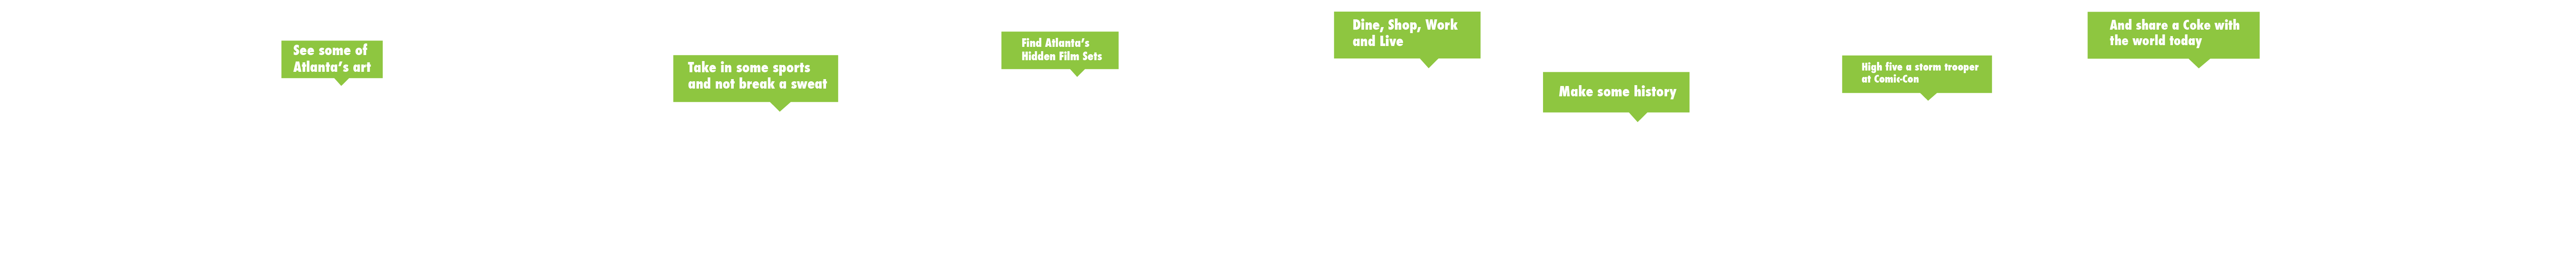 See some of
Atlanta's art
Take in some sports
and not break a sweat
Find Atlanta's
Hidden Film Sets
Dine, Shop, Work
and Live
Make some history
High five a storm trooper
at Comic-Con
And share a Coke with
the world today